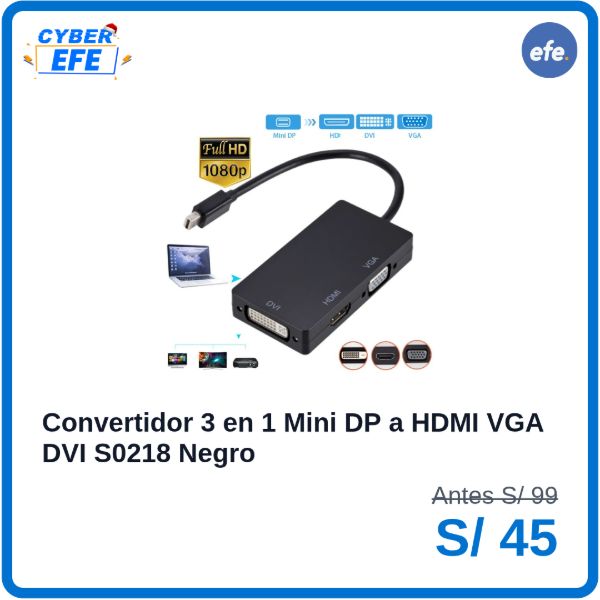 CYBER
EFE
efe.
Mini DP
HDI
DVI
VGA
Full HD
1080p
VGA
HDMI
DVI
Convertidor 3 en 1 Mini DP a HDMI VGA
DVI S0218 Negro
Antes S/ 99
S/ 45